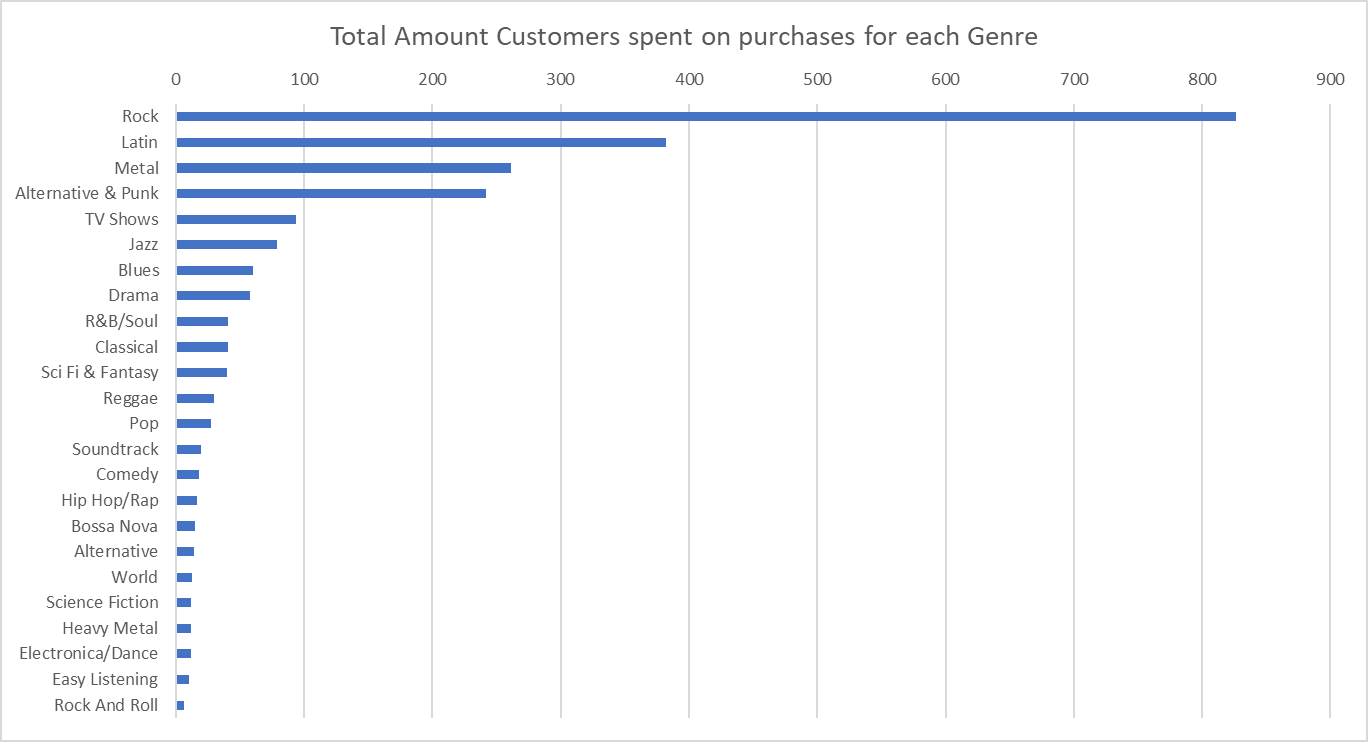 Total Amount Customers spent on purchases for each Genre
0 100 200 300 400 500 600 700 800 900
Rock
Latin
Metal
Alternative & Punk
TV Shows
Jazz
Blues
Drama
R&B/Soul
Classical
Sci Fi & Fantasy
Reggae
Pop
Soundtrack
Comedy
Hip Hop/Rap
Bossa Nova
Alternative
World
Science Fiction
Heavy Metal
Electronica/Dance
Easy Listening
Rock And Roll